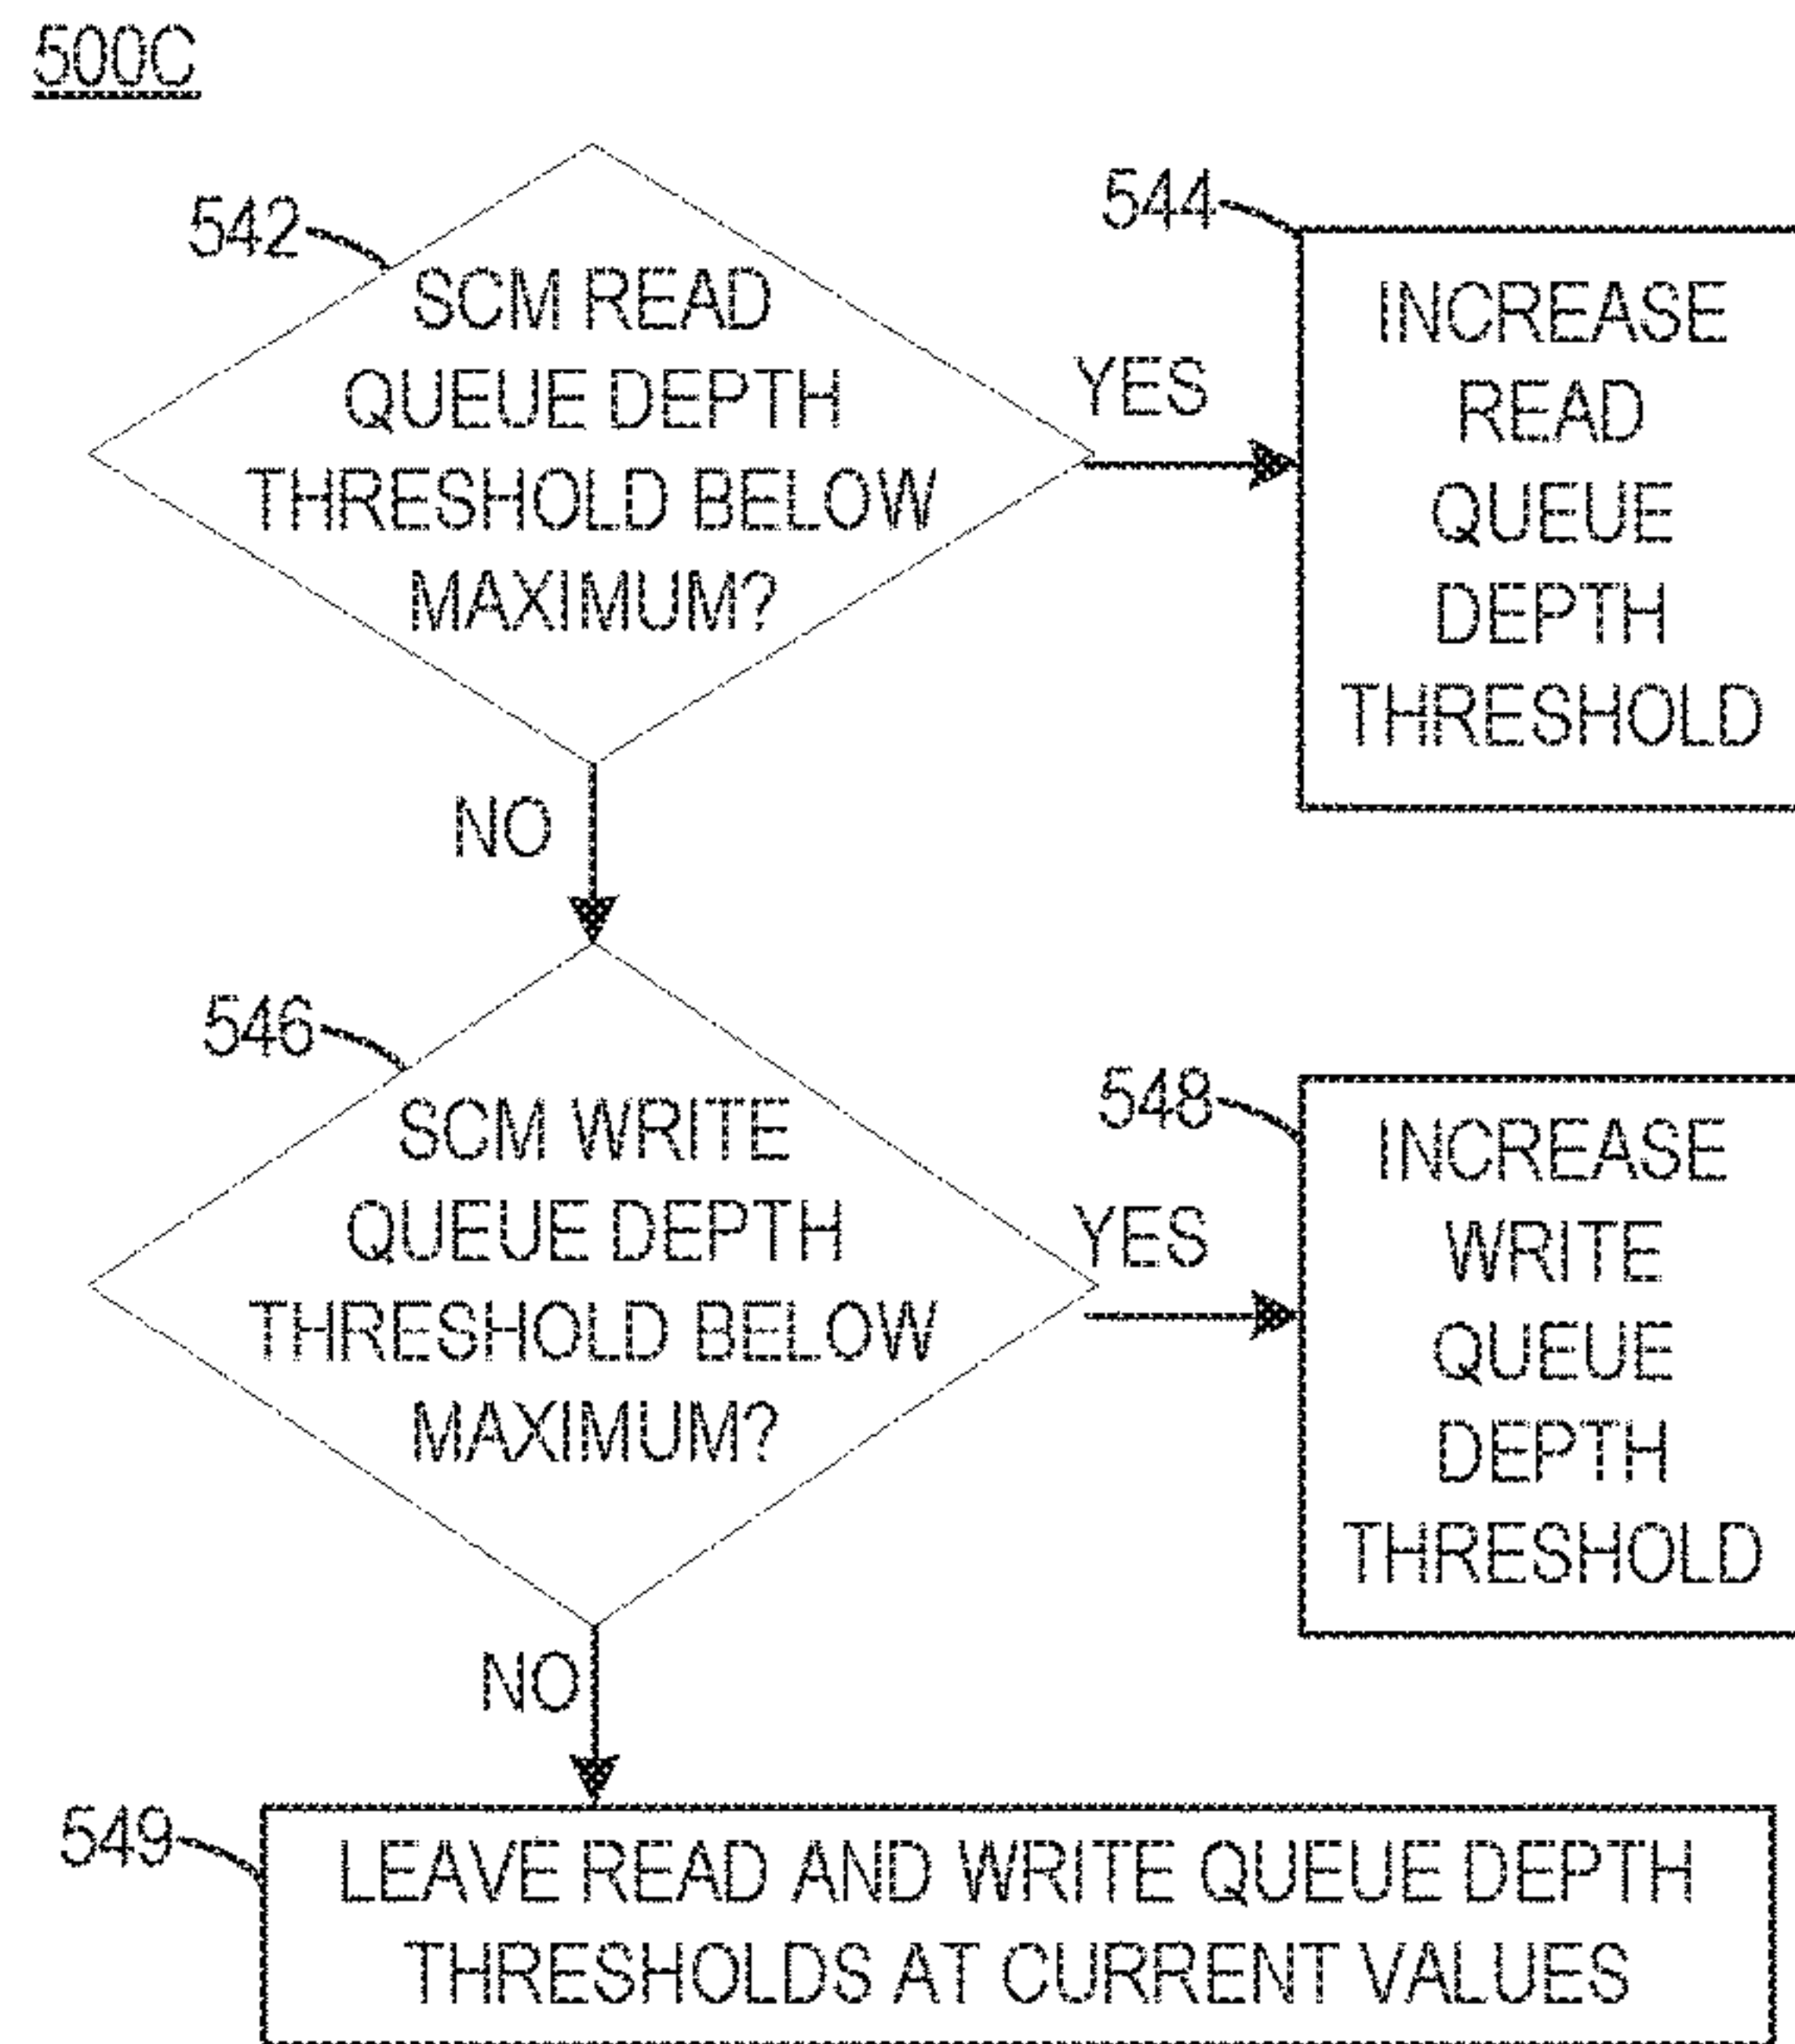 500C
542
SCM READ
QUEUE DEPTH
THRESHOLD BELOW
MAXIMUM?
YES
544
INCREASE
READ
QUEUE
DEPTH
THRESHOLD
NO
546
SCM WRITE
QUEUE DEPTH
THRESHOLD BELOW
MAXIMUM?
YES
548
INCREASE
WRITE
QUEUE
DEPTH
THRESHOLD
NO
549
LEAVE READ AND WRITE QUEUE DEPTH
THRESHOLDS AT CURRENT VALUES